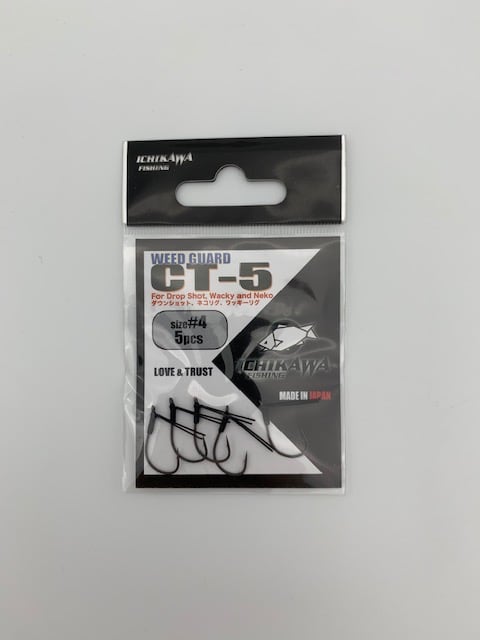 ICHIKAWA
FISHING
WEED GUARD
CT-5
For Drop Shot, Wacky and Neko
ダウンショット、ネコリグ、ワッキーリグ
size#4
5pcs
ICHIKAWA
FISHING
LOVE & TRUST
MADE IN JAPAN